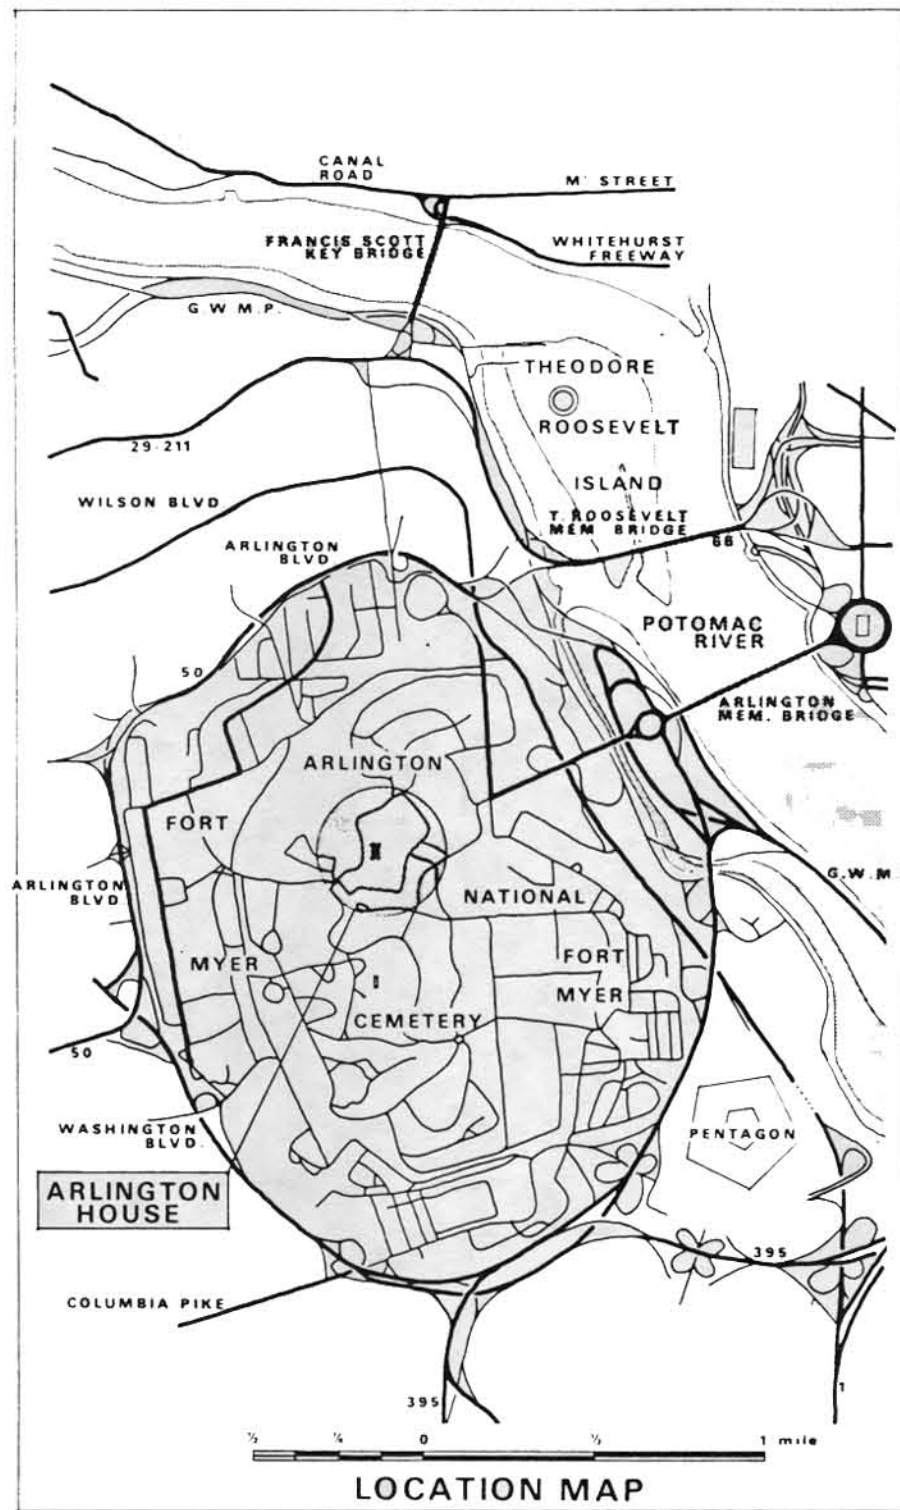 CANAL
ROAD
M' STREET
FRANCIS SCOTT
KEY BRIDGE
WHITEHURST
FREEWAY
G.W.M.P.
THEODORE
ROOSEVELT
ISLAND
29-211
WILSON BLVD
T. ROOSEVELT
MEM BRIDGE
66
ARLINGTON
BLVD
POTOMAC
RIVER
50
ARLINGTON
MEM. BRIDGE
ARLINGTON
FORT
ARLINGTON
BLVD.
G.W.M.
NATIONAL
MYER
FORT
MYER
CEMETERY
50
WASHINGTON
BLVD.
PENTAGON
ARLINGTON
HOUSE
395
COLUMBIA PIKE
395
1
½ ¼ 0 ½ 1 mile
LOCATION MAP